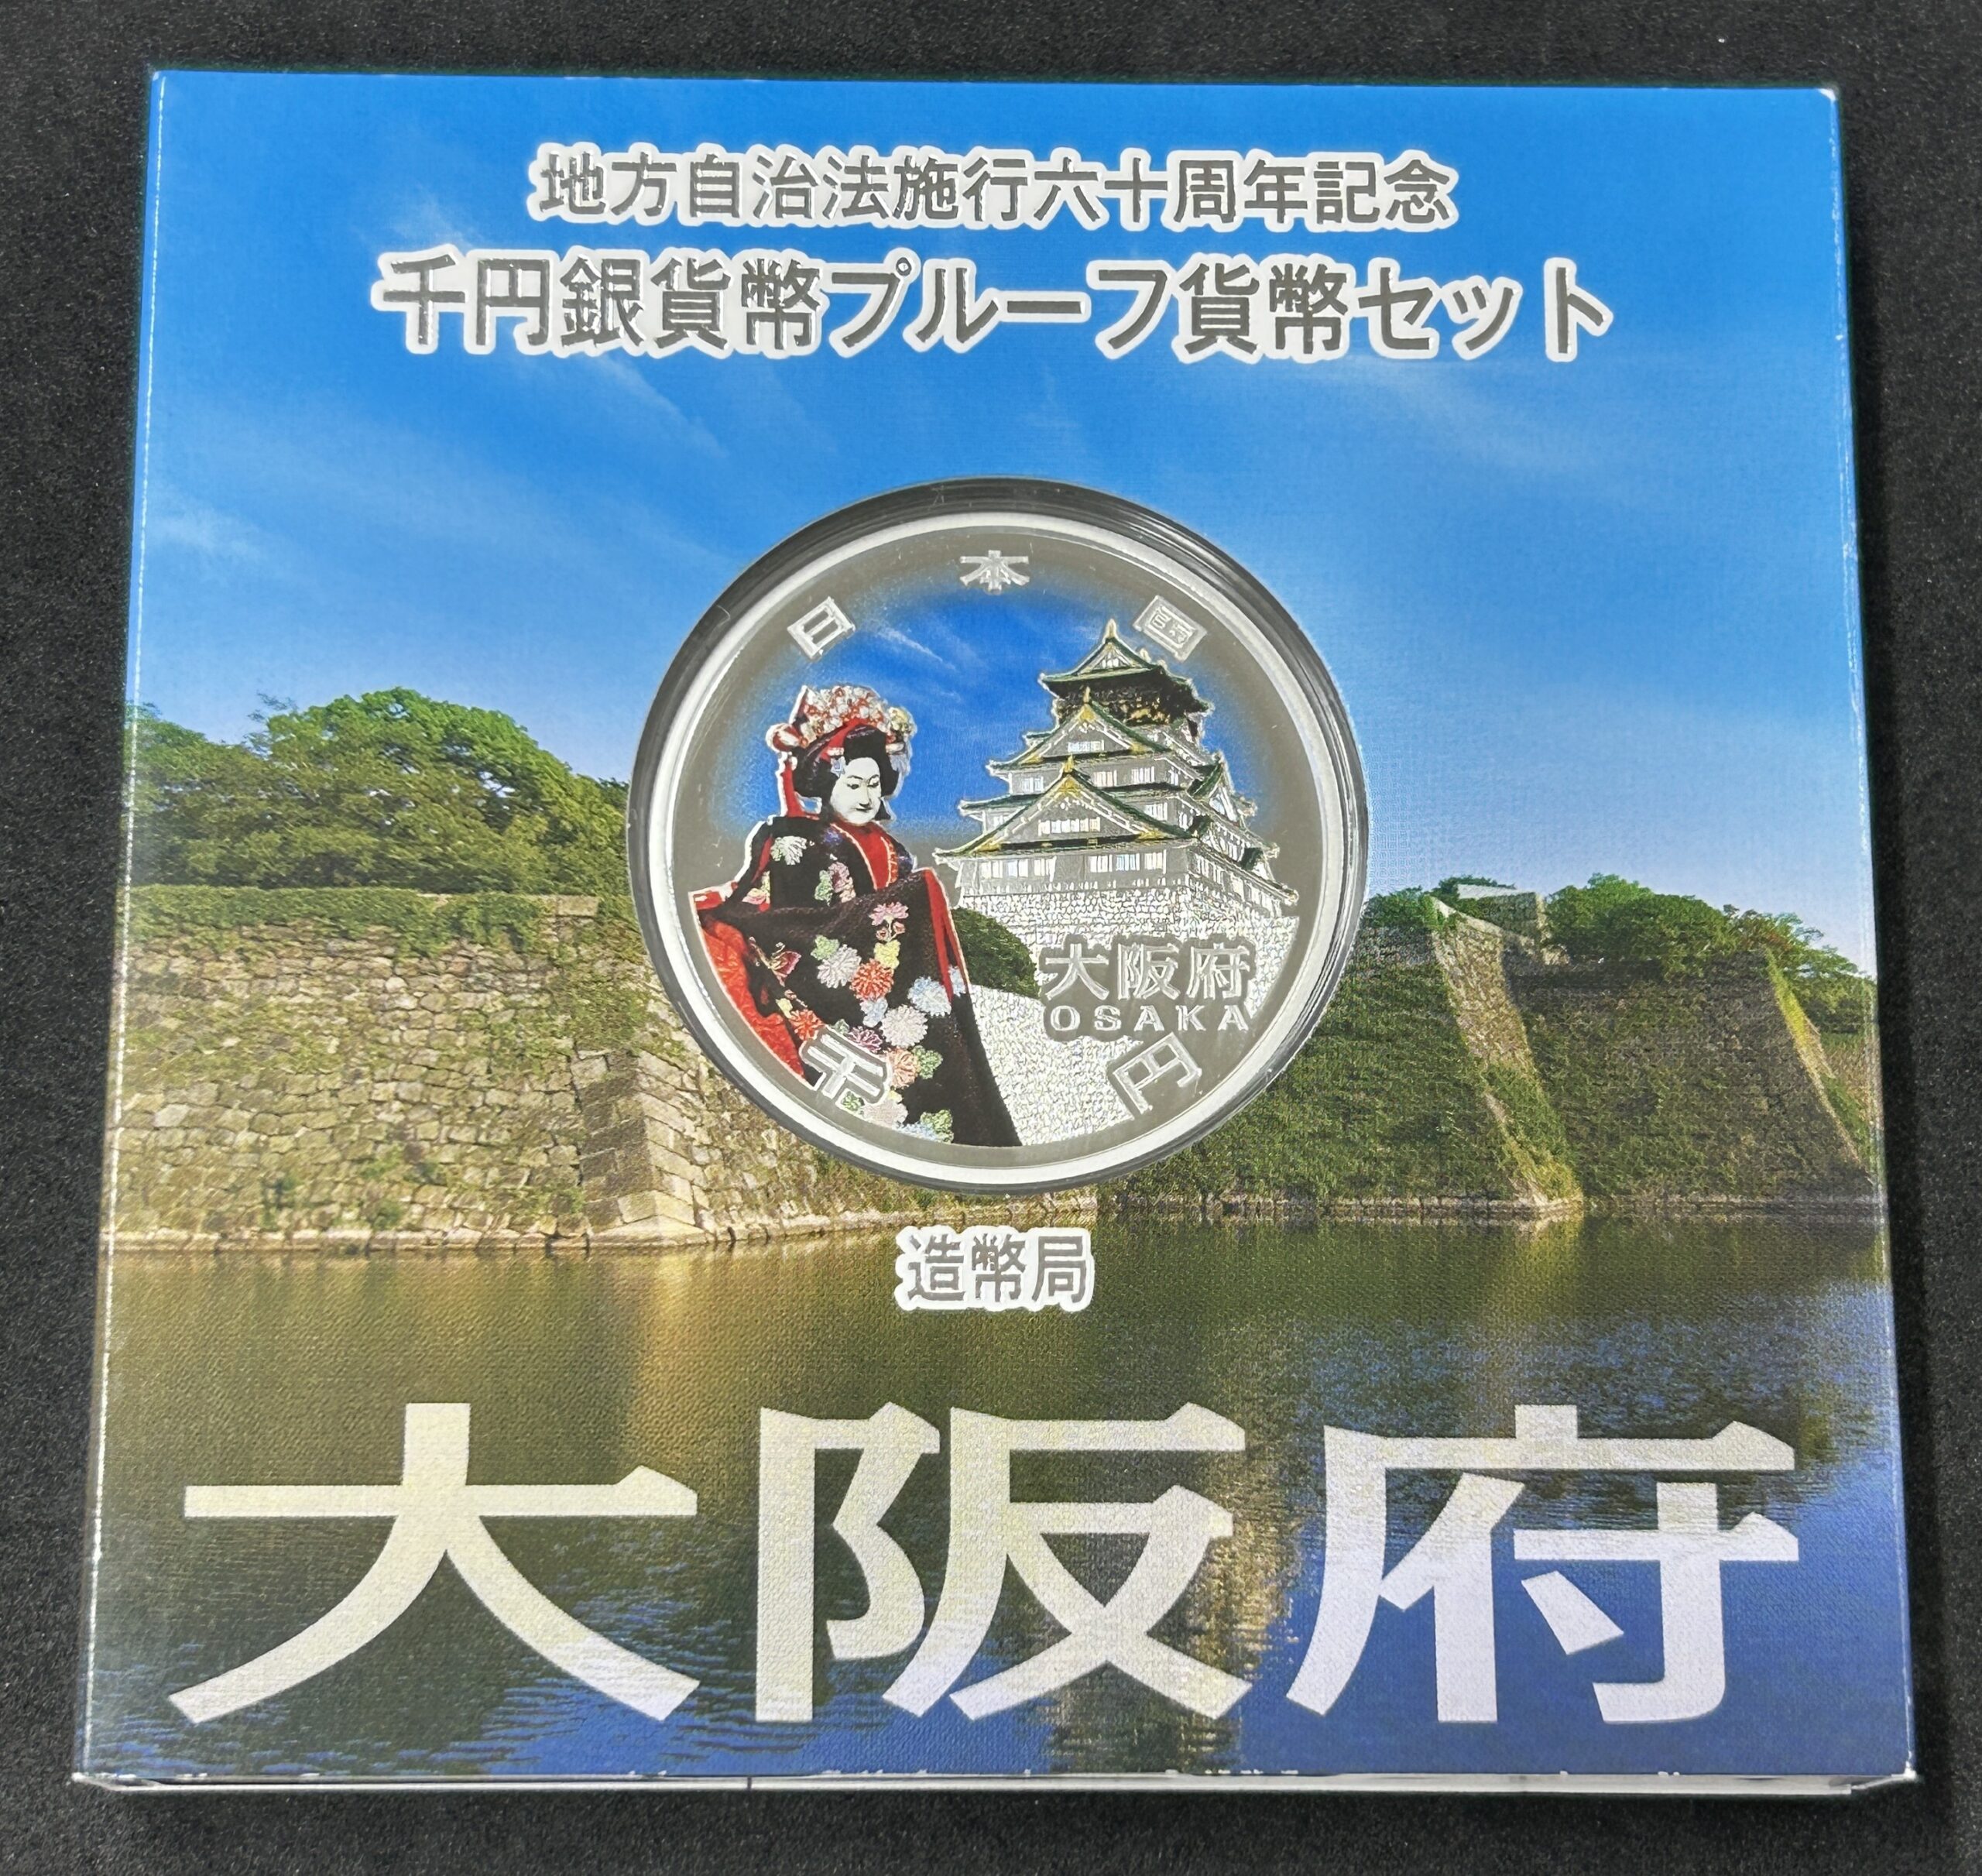 地方自治法施行六十周年記念
千円銀貨幣プルーフ貨幣セット
日本国
大阪府
OSAKA
千円
造幣局
大阪府